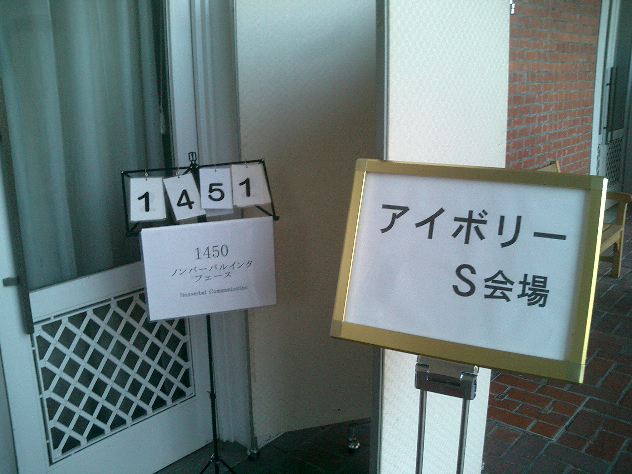 1451
1450
ノンバーバルインタ
フェース
Nonverbal Communication
アイボリー
S会場